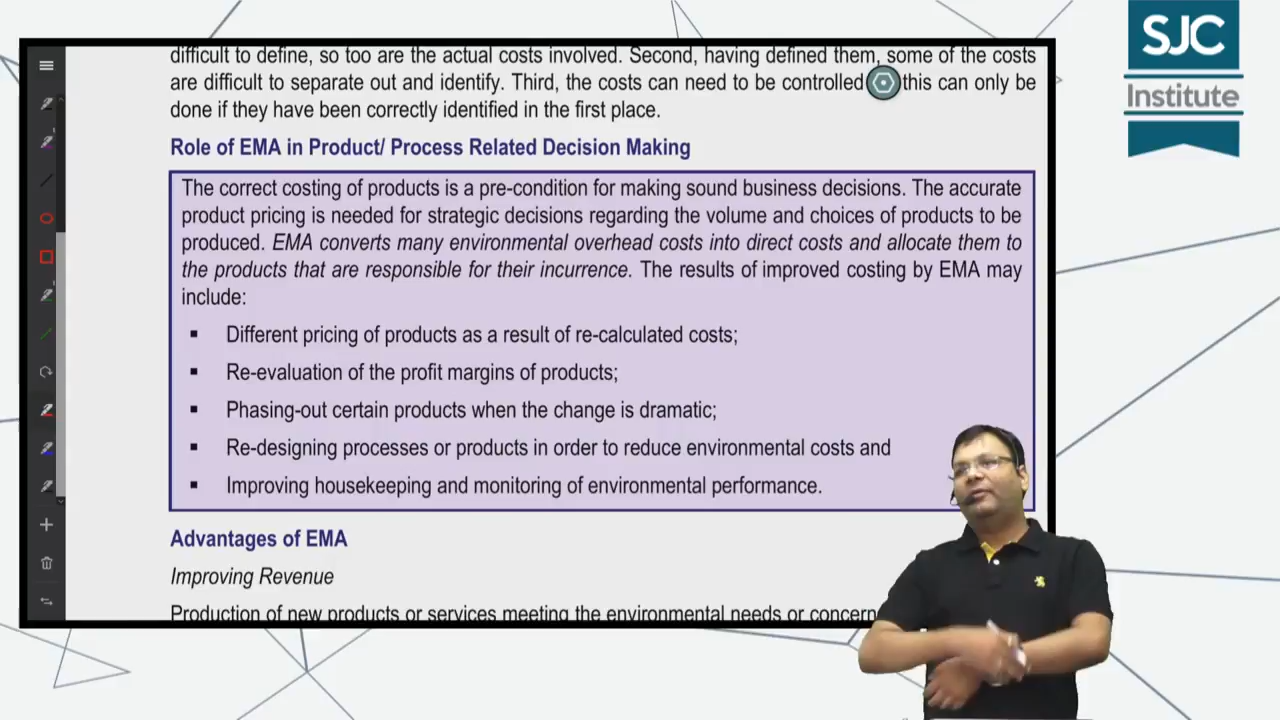 SJC
Institute
difficult to define, so too are the actual costs involved. Second, having defined them, some of the costs
are difficult to separate out and identify. Third, the costs can need to be controlled this can only be
done if they have been correctly identified in the first place.
Role of EMA in Product/ Process Related Decision Making
The correct costing of products is a pre-condition for making sound business decisions. The accurate
product pricing is needed for strategic decisions regarding the volume and choices of products to be
produced. EMA converts many environmental overhead costs into direct costs and allocate them to
the products that are responsible for their incurrence. The results of improved costing by EMA may
include:
▪ Different pricing of products as a result of re-calculated costs;
▪ Re-evaluation of the profit margins of products;
▪ Phasing-out certain products when the change is dramatic;
▪ Re-designing processes or products in order to reduce environmental costs and
▪ Improving housekeeping and monitoring of environmental performance.
Advantages of EMA
Improving Revenue
Production of new products or services meeting the environmental needs or concern